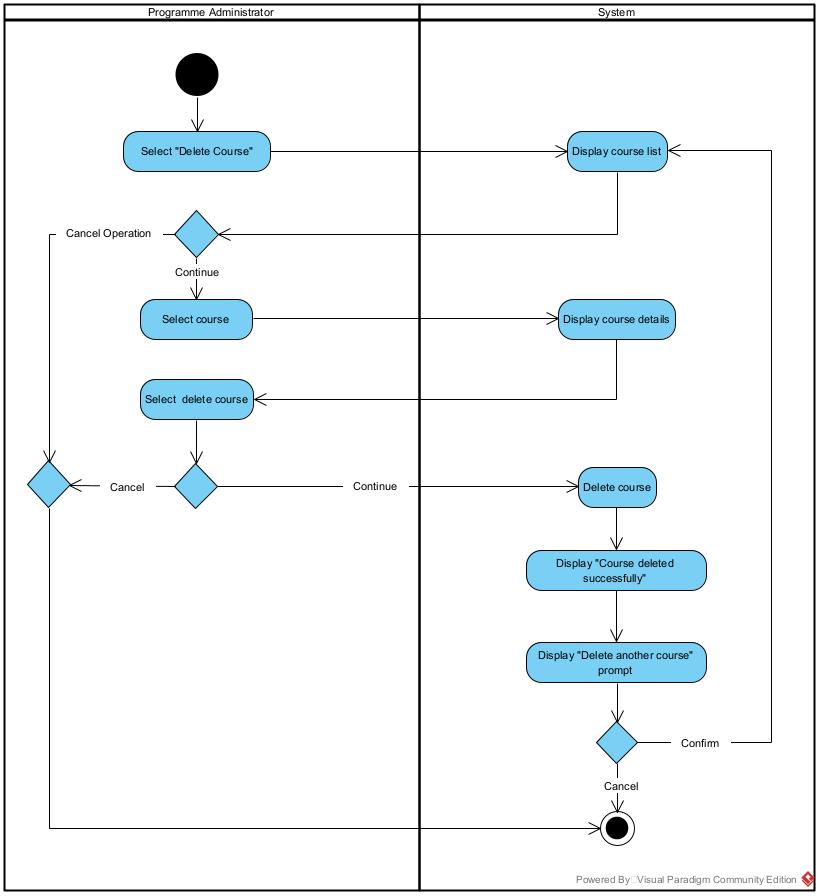 Programme Administrator
System
Select "Delete Course"
Display course list
Cancel Operation
Continue
Select course
Display course details
Select delete course
Cancel
Continue
Delete course
Display "Course deleted
successfully"
Display "Delete another course"
prompt
Confirm
Cancel
Powered By Visual Paradigm Community Edition